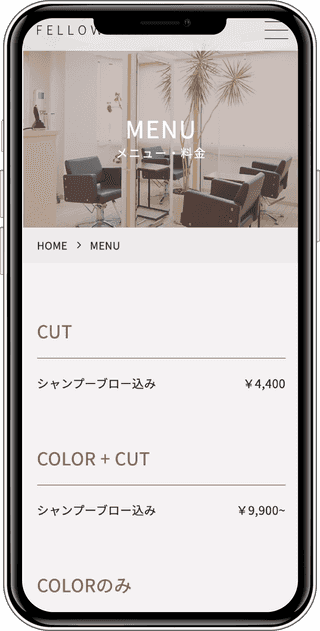 MENU
メニュー・料金
HOME > MENU
CUT
シャンプーブロー込み ￥4,400
COLOR + CUT
シャンプーブロー込み ￥9,900~
COLORのみ